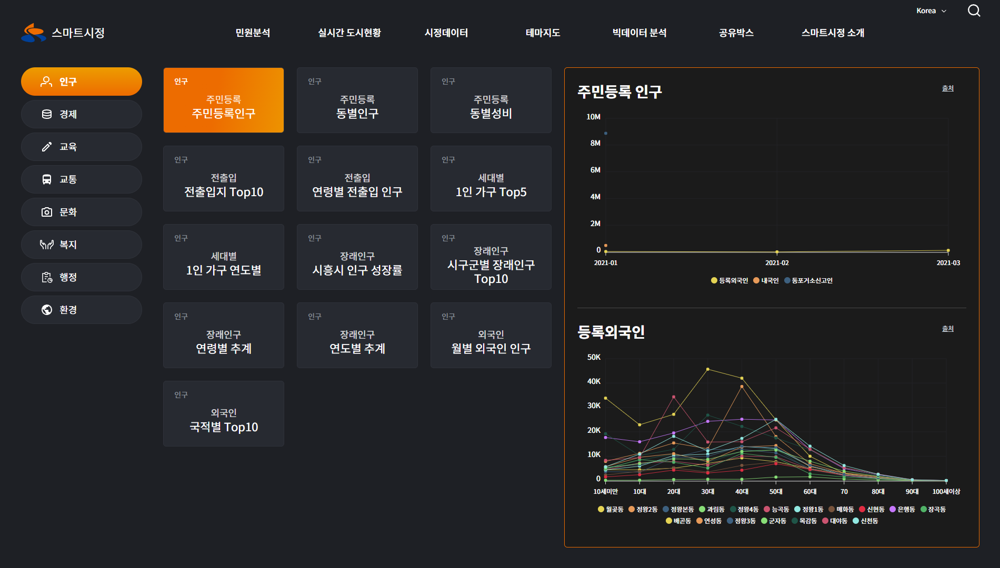 Korea
스마트시정
민원분석
실시간 도시현황
시정데이터
테마지도
빅데이터 분석
공유박스
스마트시정 소개
인구
경제
교육
교통
문화
복지
행정
환경
인구
주민등록
주민등록인구
인구
주민등록
동별인구
인구
주민등록
동별성비
인구
전출입
전출입지 Top10
인구
전출입
연령별 전출입 인구
인구
세대별
1인 가구 Top5
인구
세대별
1인 가구 연도별
인구
장래인구
시흥시 인구 성장률
인구
장래인구
시구군별 장래인구
Top10
인구
장래인구
연령별 추계
인구
장래인구
연도별 추계
인구
외국인
월별 외국인 인구
인구
외국인
국적별 Top10
주민등록 인구
출처
10M
8M
6M
4M
2M
0
2021-01 2021-02 2021-03
등록외국인 내국인 동포거소신고인
등록외국인
출처
50K
40K
30K
20K
10K
0
10세미만 10대 20대 30대 40대 50대 60대 70 80대 90대 100세이상
월곶동 정왕2동 정왕본동 과림동 정왕4동 능곡동 정왕1동 매화동 신현동 은행동 장곡동
배곧동 연성동 정왕3동 군자동 목감동 대야동 신천동